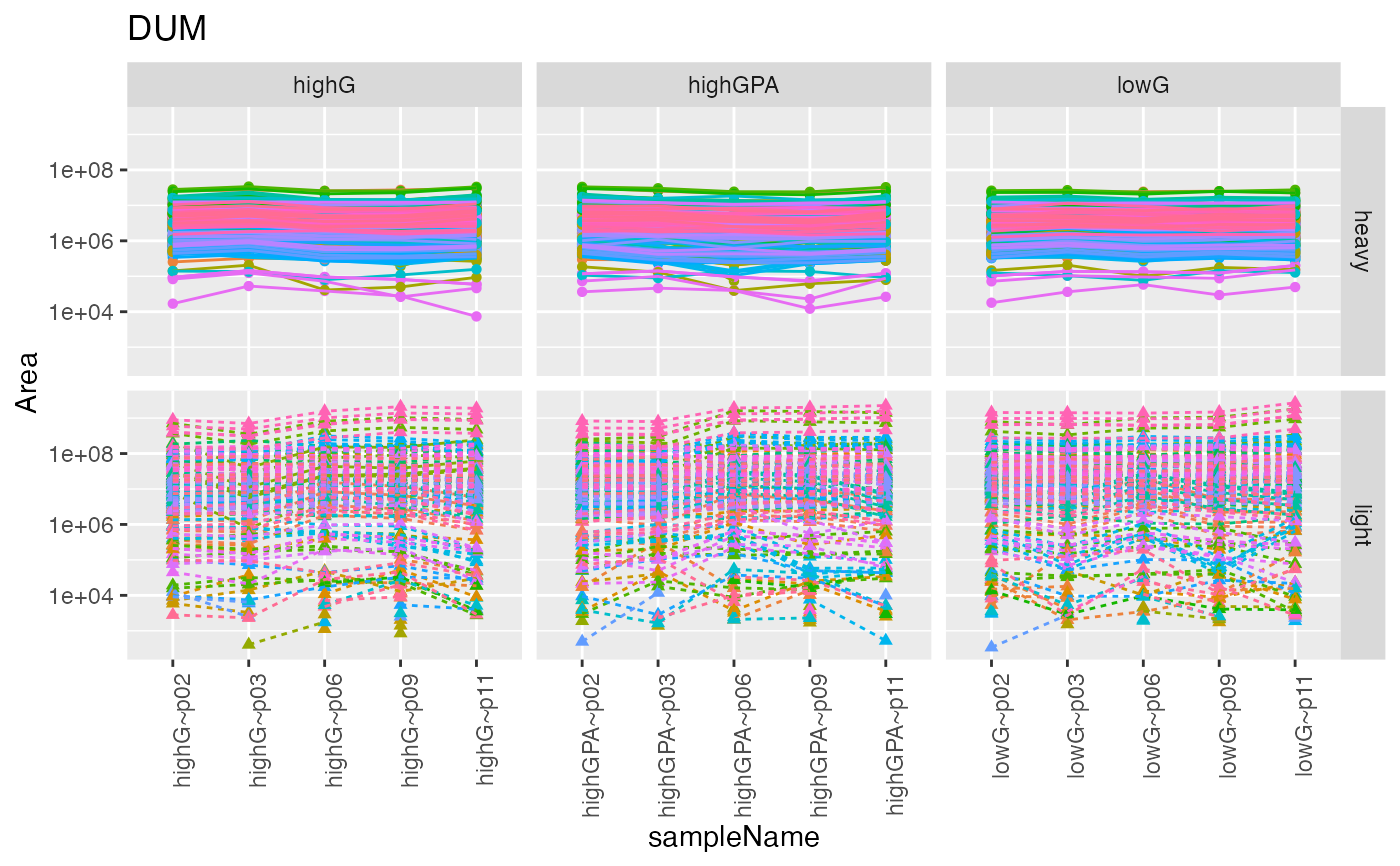 DUM
highG highGPA lowG
1e+08
1e+06
1e+04
heavy
Area
1e+08
1e+06
1e+04
light
highG~p02 highG~p03 highG~p06 highG~p09 highG~p11 highGPA~p02 highGPA~p03 highGPA~p06 highGPA~p09 highGPA~p11 lowG~p02 lowG~p03 lowG~p06 lowG~p09 lowG~p11
sampleName